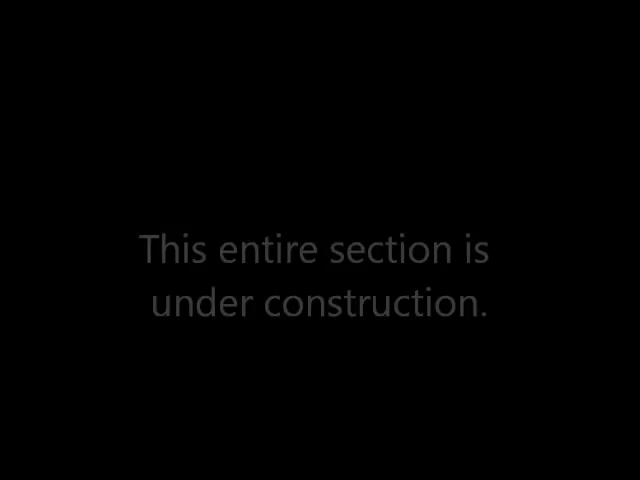 This entire section is
under construction.